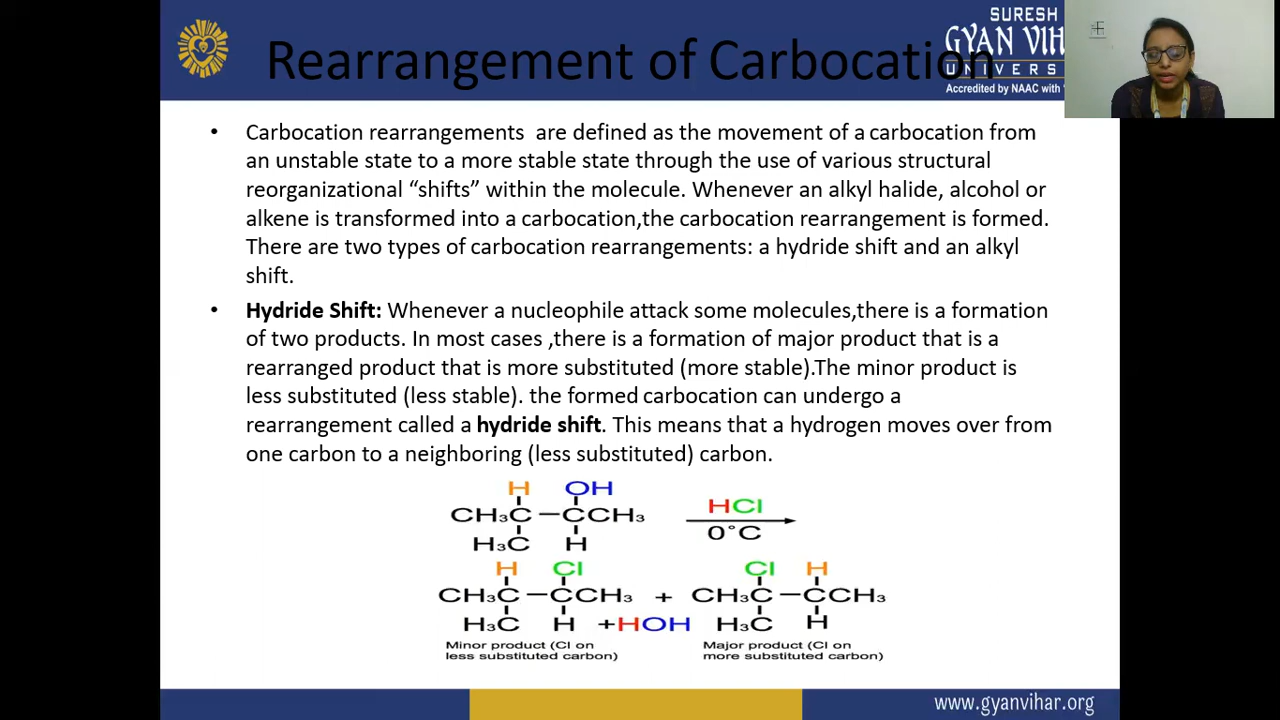 SURESH
GYAN VIH
UNIVERS
Accredited by NAAC with
Rearrangement of Carbocation
• Carbocation rearrangements are defined as the movement of a carbocation from
an unstable state to a more stable state through the use of various structural
reorganizational “shifts” within the molecule. Whenever an alkyl halide, alcohol or
alkene is transformed into a carbocation,the carbocation rearrangement is formed.
There are two types of carbocation rearrangements: a hydride shift and an alkyl
shift.
• Hydride Shift: Whenever a nucleophile attack some molecules,there is a formation
of two products. In most cases ,there is a formation of major product that is a
rearranged product that is more substituted (more stable).The minor product is
less substituted (less stable). the formed carbocation can undergo a
rearrangement called a hydride shift. This means that a hydrogen moves over from
one carbon to a neighboring (less substituted) carbon.
H OH
CH₃C – CCH₃ HCl
H₃C H 0°C
H Cl Cl H
CH₃C – CCH₃ + CH₃C – CCH₃
H₃C H +HOH H₃C H
Minor product (Cl on Major product (Cl on
less substituted carbon) more substituted carbon)
www.gyanvihar.org